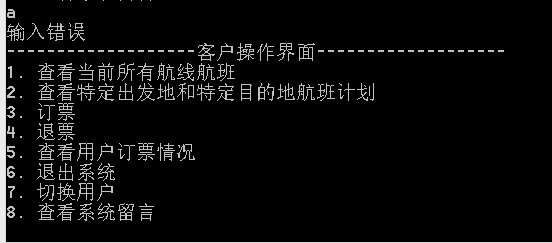 a
输入错误
-------------------客户操作界面-------------------
1. 查看当前所有航线航班
2. 查看特定出发地和特定目的地航班计划
3. 订票
4. 退票
5. 查看用户订票情况
6. 退出系统
7. 切换用户
8. 查看系统留言